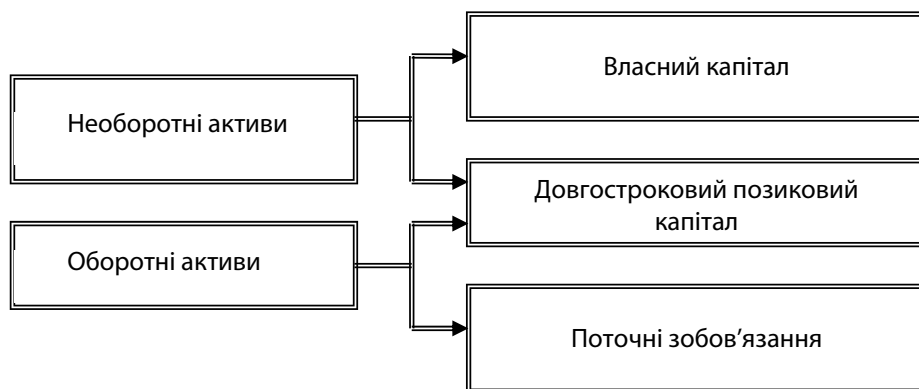 Власний капітал
Необоротні активи
Довгостроковий позиковий
капітал
Оборотні активи
Поточні зобов’язання